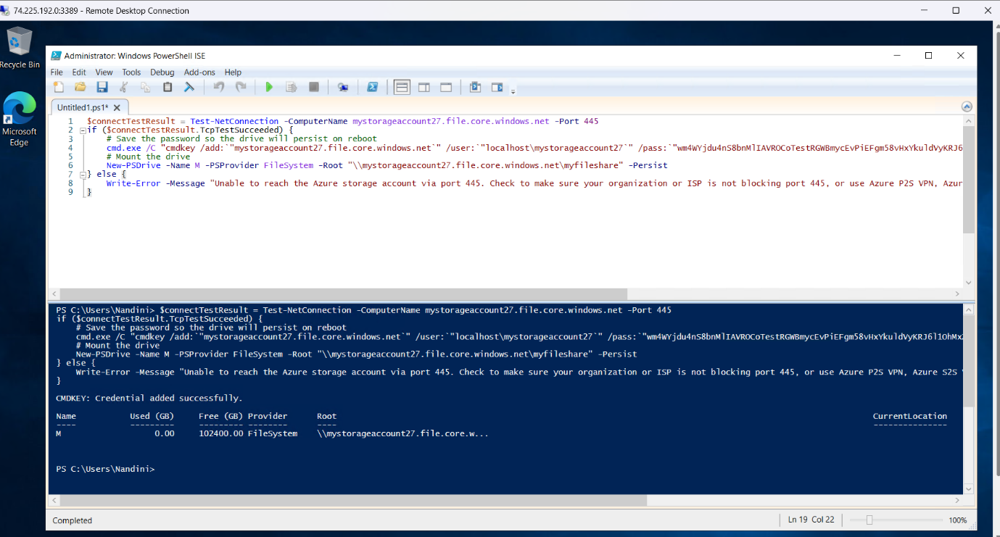 74.225.192.0:3389 - Remote Desktop Connection
Recycle Bin
Microsoft
Edge
Administrator: Windows PowerShell ISE
File Edit View Tools Debug Add-ons Help
Untitled1.ps1*
1 $connectTestResult = Test-NetConnection -ComputerName mystorageaccount27.file.core.windows.net -Port 445
2 if ($connectTestResult.TcpTestSucceeded) {
3 # Save the password so the drive will persist on reboot
4 cmd.exe /C "cmdkey /add:`"mystorageaccount27.file.core.windows.net`" /user:`"localhost\mystorageaccount27`" /pass:`"
5 # Mount the drive
6 New-PSDrive -Name M -PSProvider FileSystem -Root "\\mystorageaccount27.file.core.windows.net\myfileshare" -Persist
7 } else {
8 Write-Error -Message "Unable to reach the Azure storage account via port 445. Check to make sure your organization or ISP is not blocking port 445, or use Azure P2S VPN, Azur
9 }
PS C:\Users\Nandini> $connectTestResult = Test-NetConnection -ComputerName mystorageaccount27.file.core.windows.net -Port 445
if ($connectTestResult.TcpTestSucceeded) {
# Save the password so the drive will persist on reboot
cmd.exe /C "cmdkey /add:`"mystorageaccount27.file.core.windows.net`" /user:`"localhost\mystorageaccount27`" /pass:`"
# Mount the drive
New-PSDrive -Name M -PSProvider FileSystem -Root "\\mystorageaccount27.file.core.windows.net\myfileshare" -Persist
} else {
Write-Error -Message "Unable to reach the Azure storage account via port 445. Check to make sure your organization or ISP is not blocking port 445, or use Azure P2S VPN, Azure S2S
}
CMDKEY: Credential added successfully.
Name Used (GB) Free (GB) Provider Root CurrentLocation
---- --------- --------- -------- ---- ---------------
M 0.00 102400.00 FileSystem \\mystorageaccount27.file.core.w...
PS C:\Users\Nandini>
Completed
Ln 19 Col 22
100%